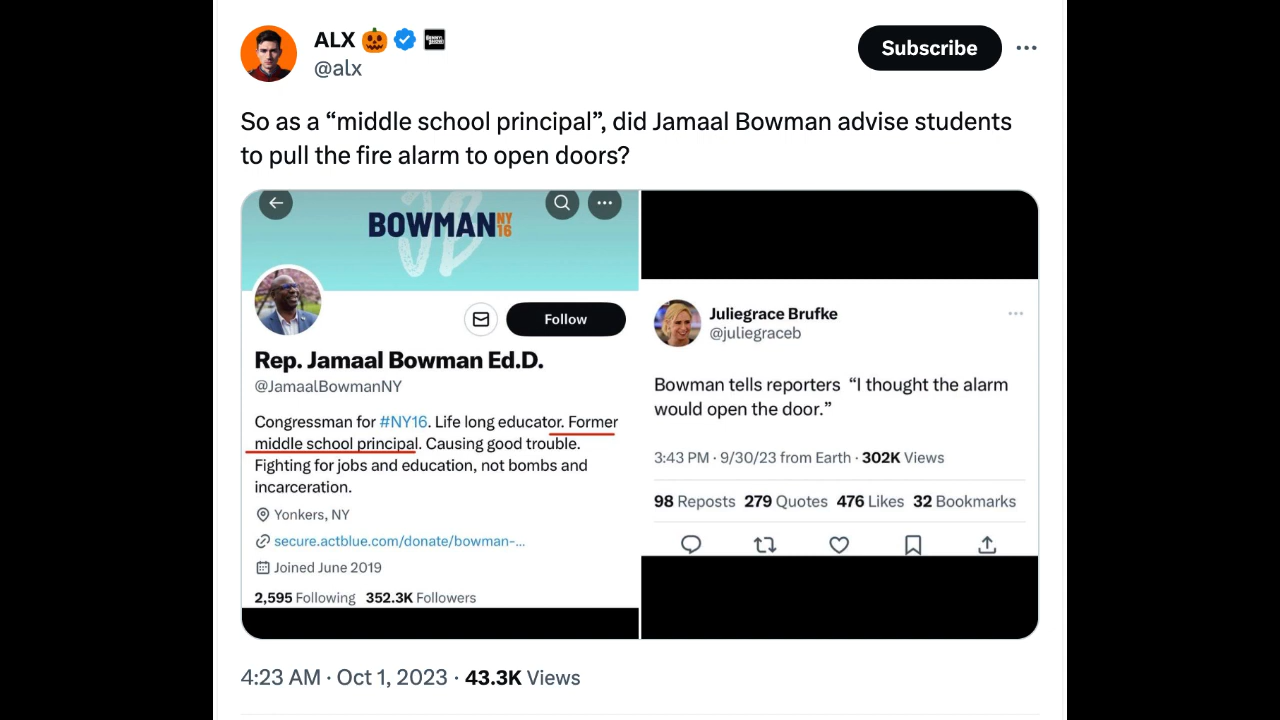 ALX 🎃
@alx
Subscribe
So as a “middle school principal”, did Jamaal Bowman advise students
to pull the fire alarm to open doors?
BOWMAN NY 16
JB
Follow
Rep. Jamaal Bowman Ed.D.
@JamaalBowmanNY
Congressman for #NY16. Life long educator. Former
middle school principal. Causing good trouble.
Fighting for jobs and education, not bombs and
incarceration.
Yonkers, NY
secure.actblue.com/donate/bowman-...
Joined June 2019
2,595 Following 352.3K Followers
Juliegrace Brufke
@juliegraceb
Bowman tells reporters “I thought the alarm
would open the door.”
3:43 PM · 9/30/23 from Earth · 302K Views
98 Reposts 279 Quotes 476 Likes 32 Bookmarks
4:23 AM · Oct 1, 2023 · 43.3K Views